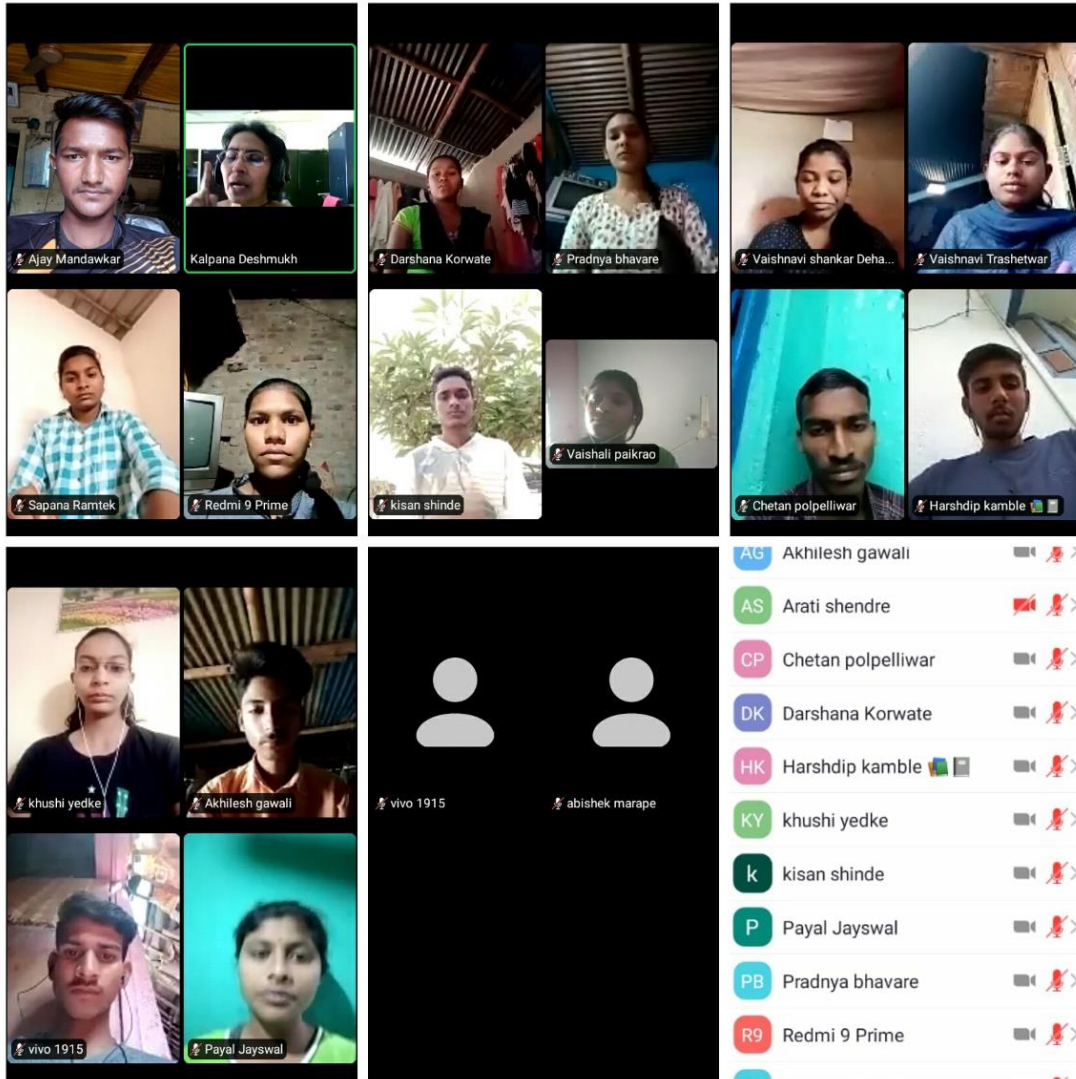 Ajay Mandawkar
Kalpana Deshmukh
Sapana Ramtek
Redmi 9 Prime
Darshana Korwate
Pradnya bhavare
kisan shinde
Vaishali paikrao
Vaishnavi shankar Deha...
Vaishnavi Trashetwar
Chetan polpelliwar
Harshdip kamble
khushi yedke
Akhilesh gawali
vivo 1915
Payal Jayswal
vivo 1915
abishek marape
AG Akhilesh gawali
AS Arati shendre
CP Chetan polpelliwar
DK Darshana Korwate
HK Harshdip kamble
KY khushi yedke
k kisan shinde
P Payal Jayswal
PB Pradnya bhavare
R9 Redmi 9 Prime